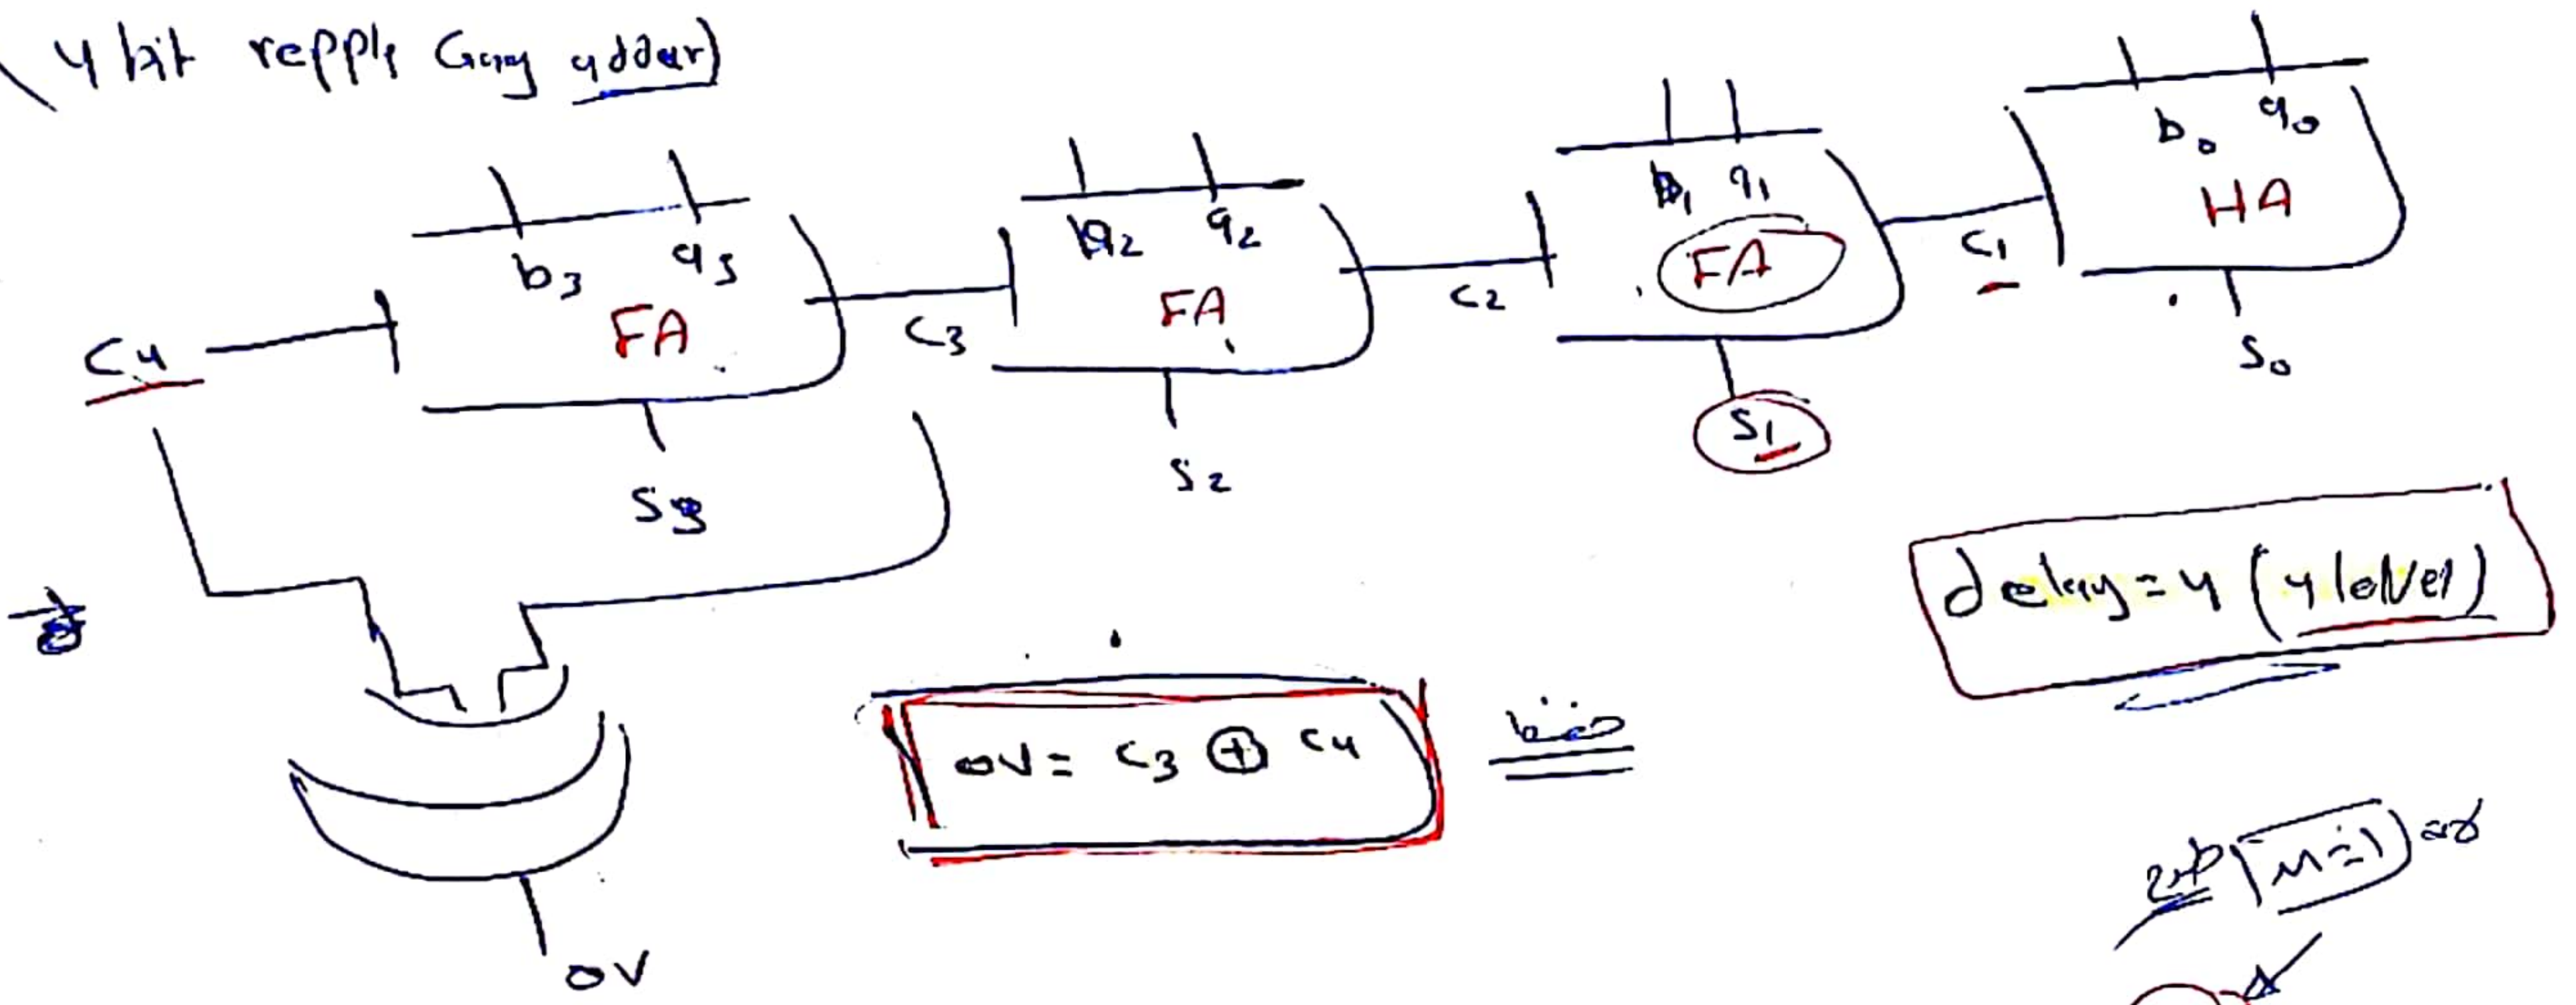 4 bit repple Carry adder)
b0 a0
HA
b1 a1
FA
b2 a2
FA
b3 a3
FA
C4
C3
C2
C1
S3
S2
S1
S0
delay = 4 (4 level)
OV = C3 ⊕ C4
حفظ
M=1
OV